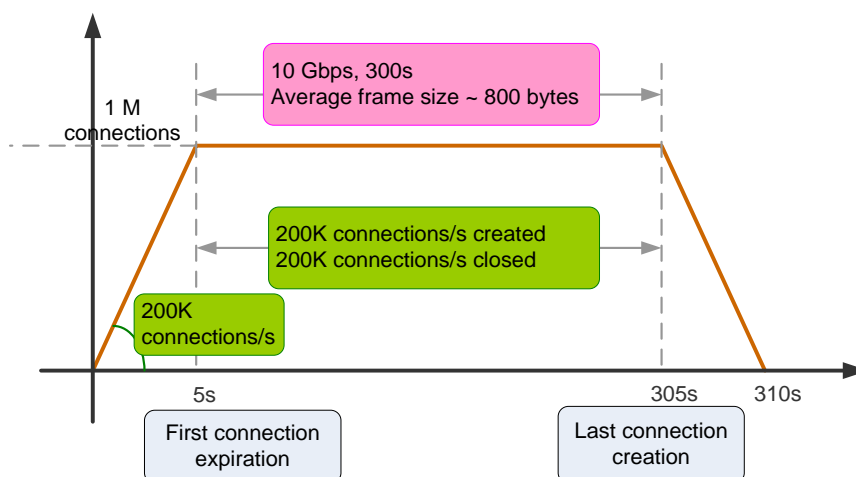 10 Gbps, 300s
Average frame size ~ 800 bytes
1 M
connections
200K connections/s created
200K connections/s closed
200K
connections/s
5s
305s
310s
First connection
expiration
Last connection
creation